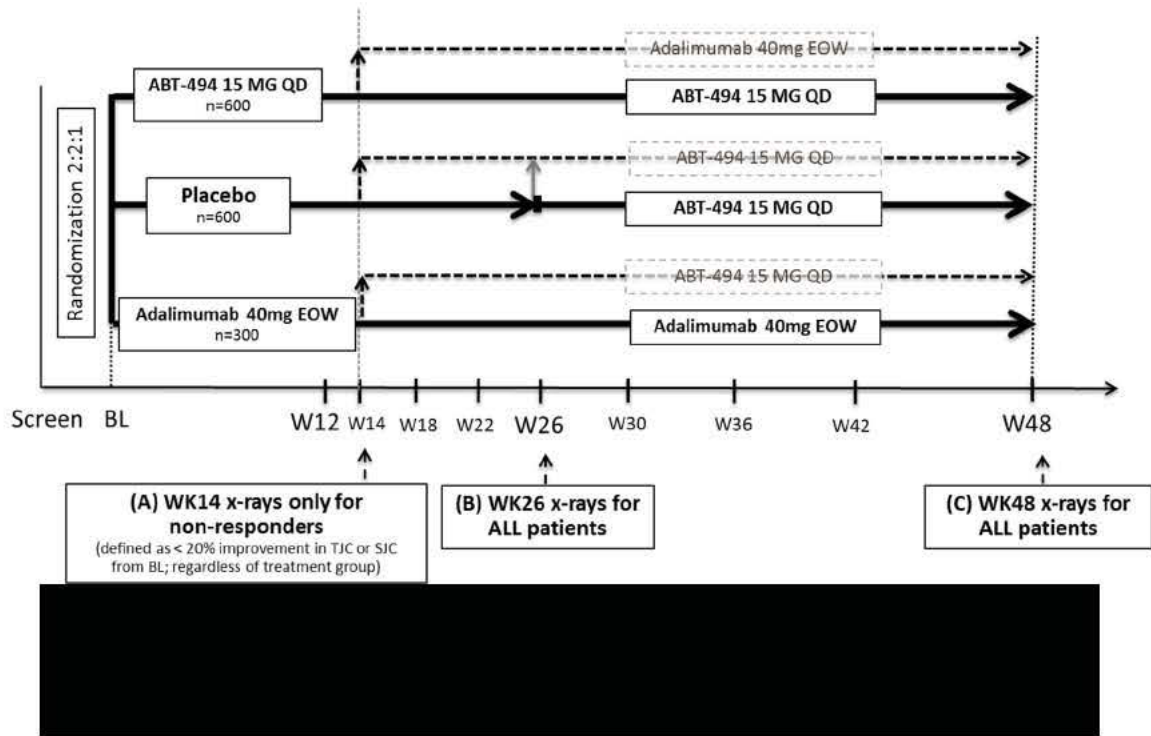 Randomization 2:2:1
Adalimumab 40mg EOW
ABT-494 15 MG QD
n=600
ABT-494 15 MG QD
ABT-494 15 MG QD
Placebo
n=600
ABT-494 15 MG QD
ABT-494 15 MG QD
Adalimumab 40mg EOW
n=300
Adalimumab 40mg EOW
Screen BL W12 W14 W18 W22 W26 W30 W36 W42 W48
(A) WK14 x-rays only for
non-responders
(defined as < 20% improvement in TJC or SJC
from BL; regardless of treatment group)
(B) WK26 x-rays for
ALL patients
(C) WK48 x-rays for
ALL patients